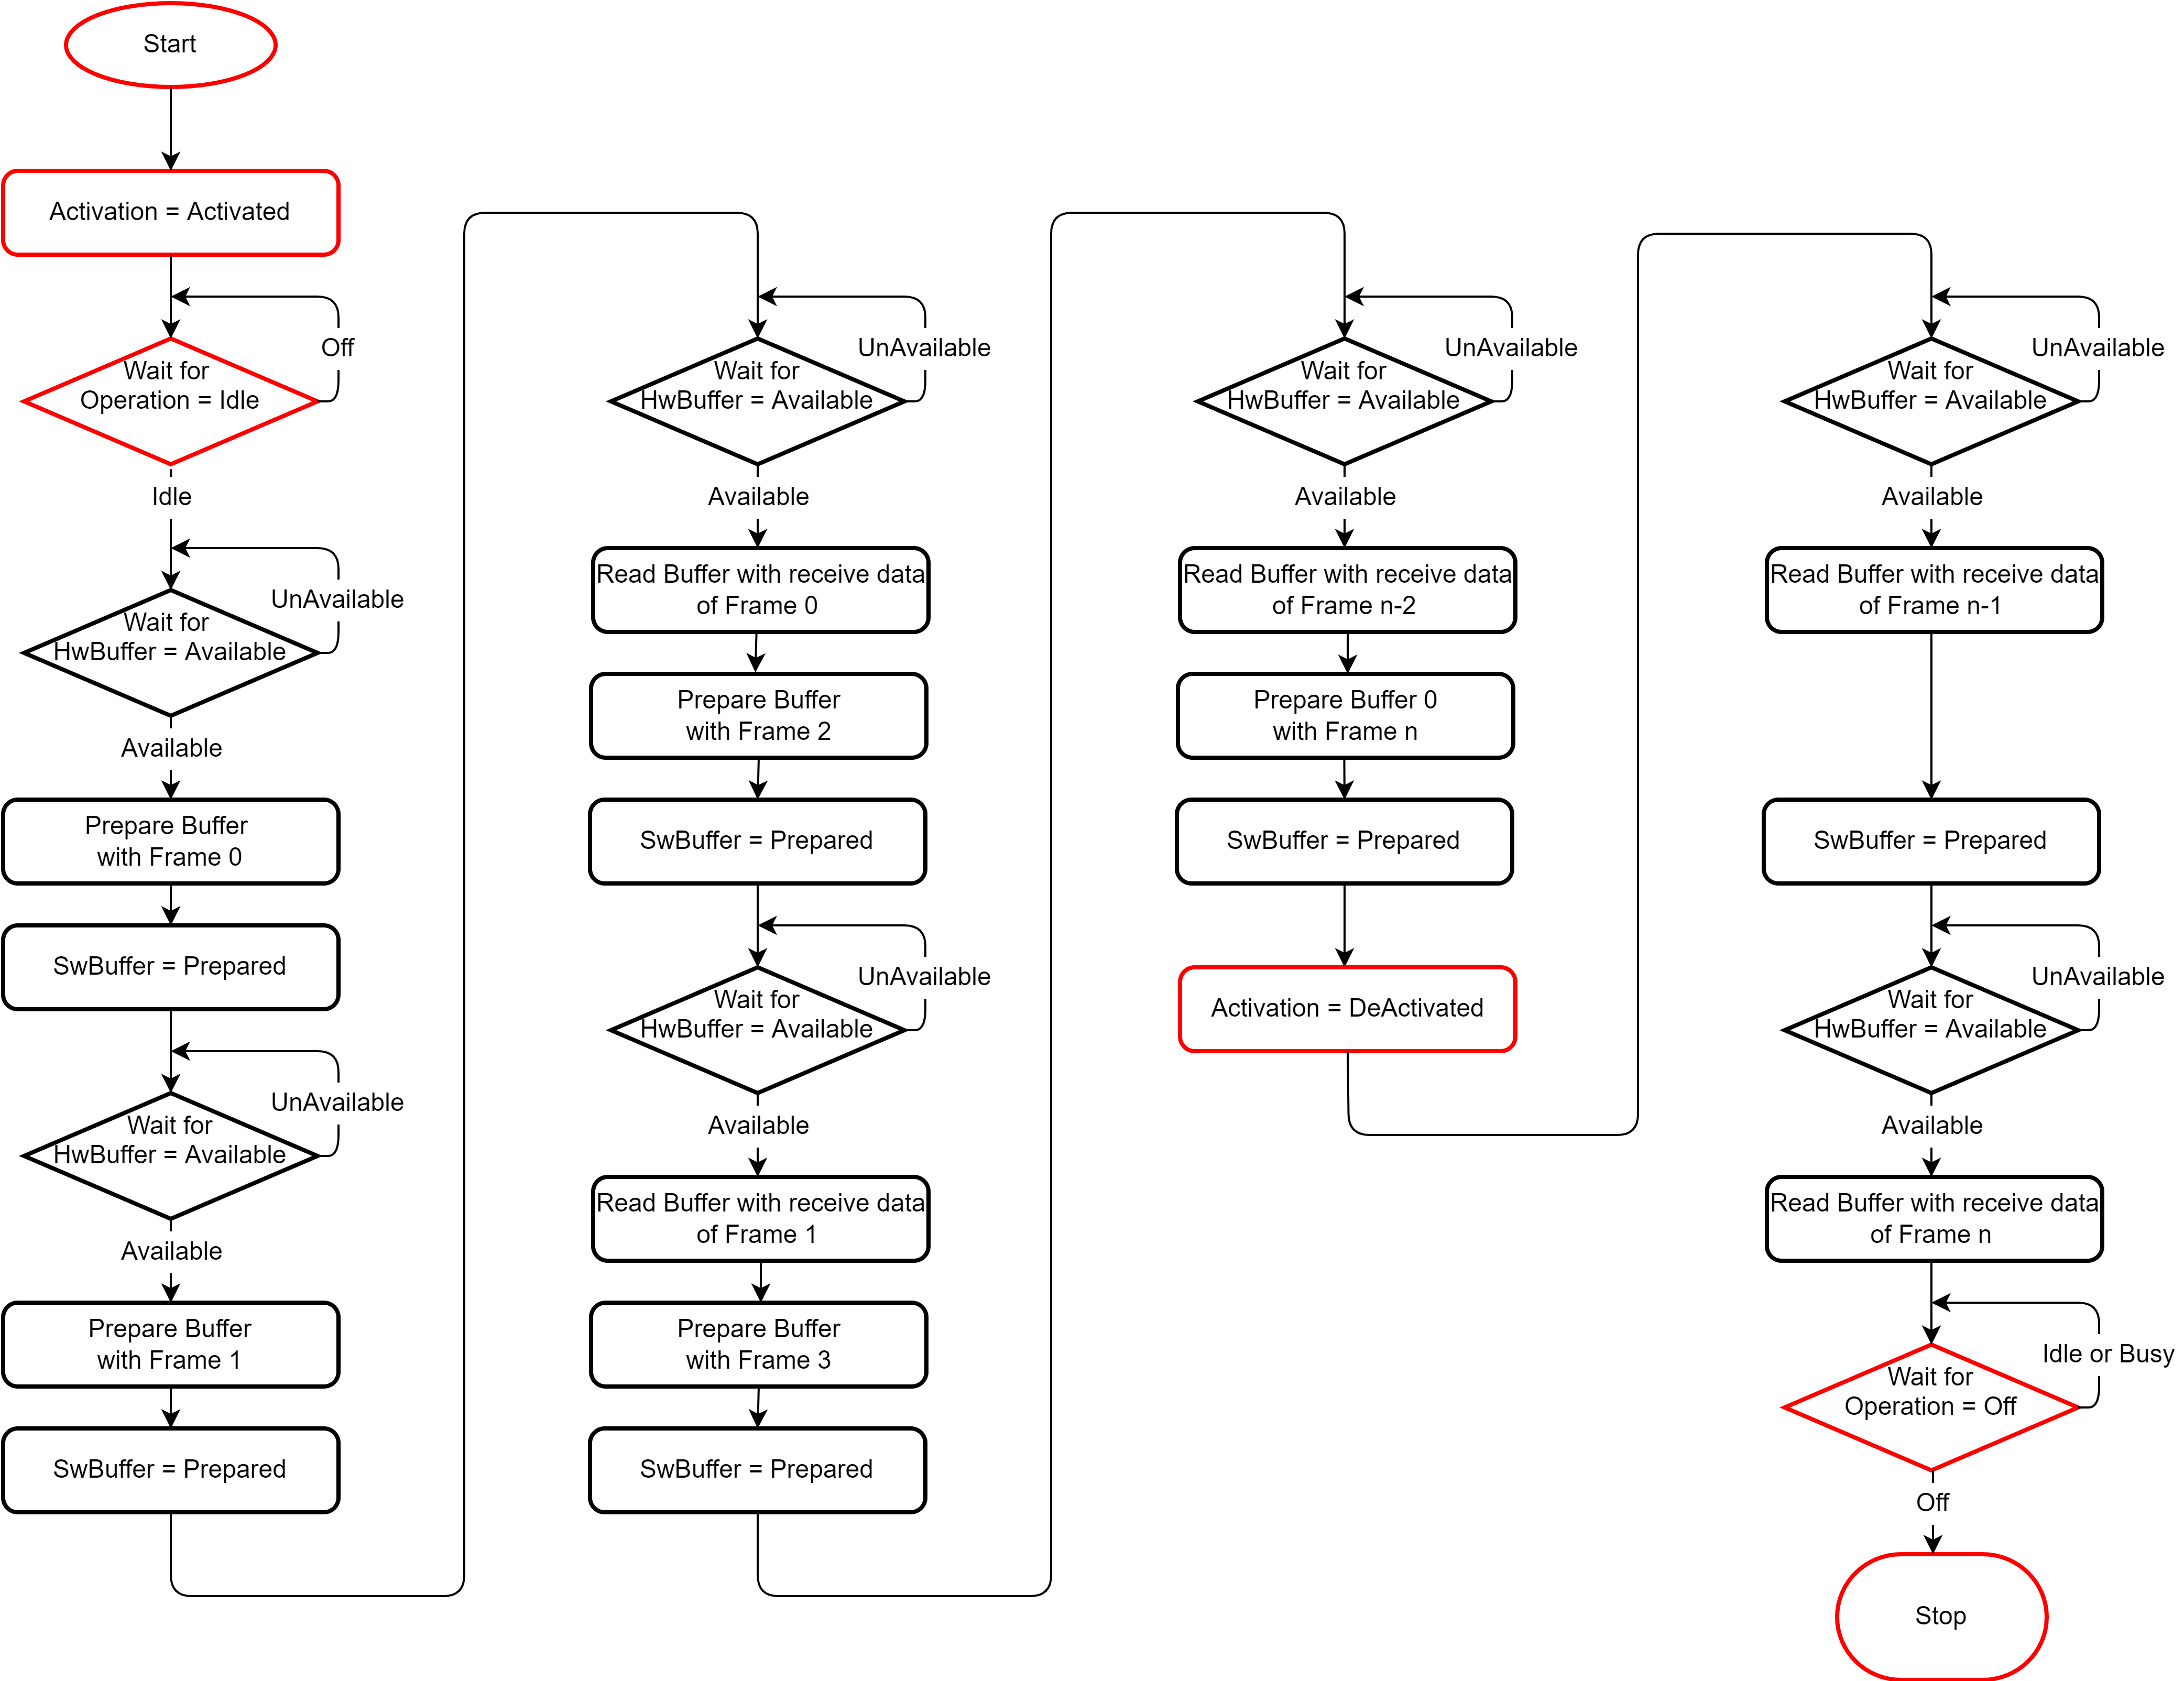 Start
Activation = Activated
Off
Wait for
Operation = Idle
Idle
UnAvailable
Wait for
HwBuffer = Available
Available
Prepare Buffer
with Frame 0
SwBuffer = Prepared
UnAvailable
Wait for
HwBuffer = Available
Available
Prepare Buffer
with Frame 1
SwBuffer = Prepared
UnAvailable
Wait for
HwBuffer = Available
Available
Read Buffer with receive data
of Frame 0
Prepare Buffer
with Frame 2
SwBuffer = Prepared
UnAvailable
Wait for
HwBuffer = Available
Available
Read Buffer with receive data
of Frame 1
Prepare Buffer
with Frame 3
SwBuffer = Prepared
UnAvailable
Wait for
HwBuffer = Available
Available
Read Buffer with receive data
of Frame n-2
Prepare Buffer 0
with Frame n
SwBuffer = Prepared
Activation = DeActivated
UnAvailable
Wait for
HwBuffer = Available
Available
Read Buffer with receive data
of Frame n-1
SwBuffer = Prepared
UnAvailable
Wait for
HwBuffer = Available
Available
Read Buffer with receive data
of Frame n
Idle or Busy
Wait for
Operation = Off
Off
Stop